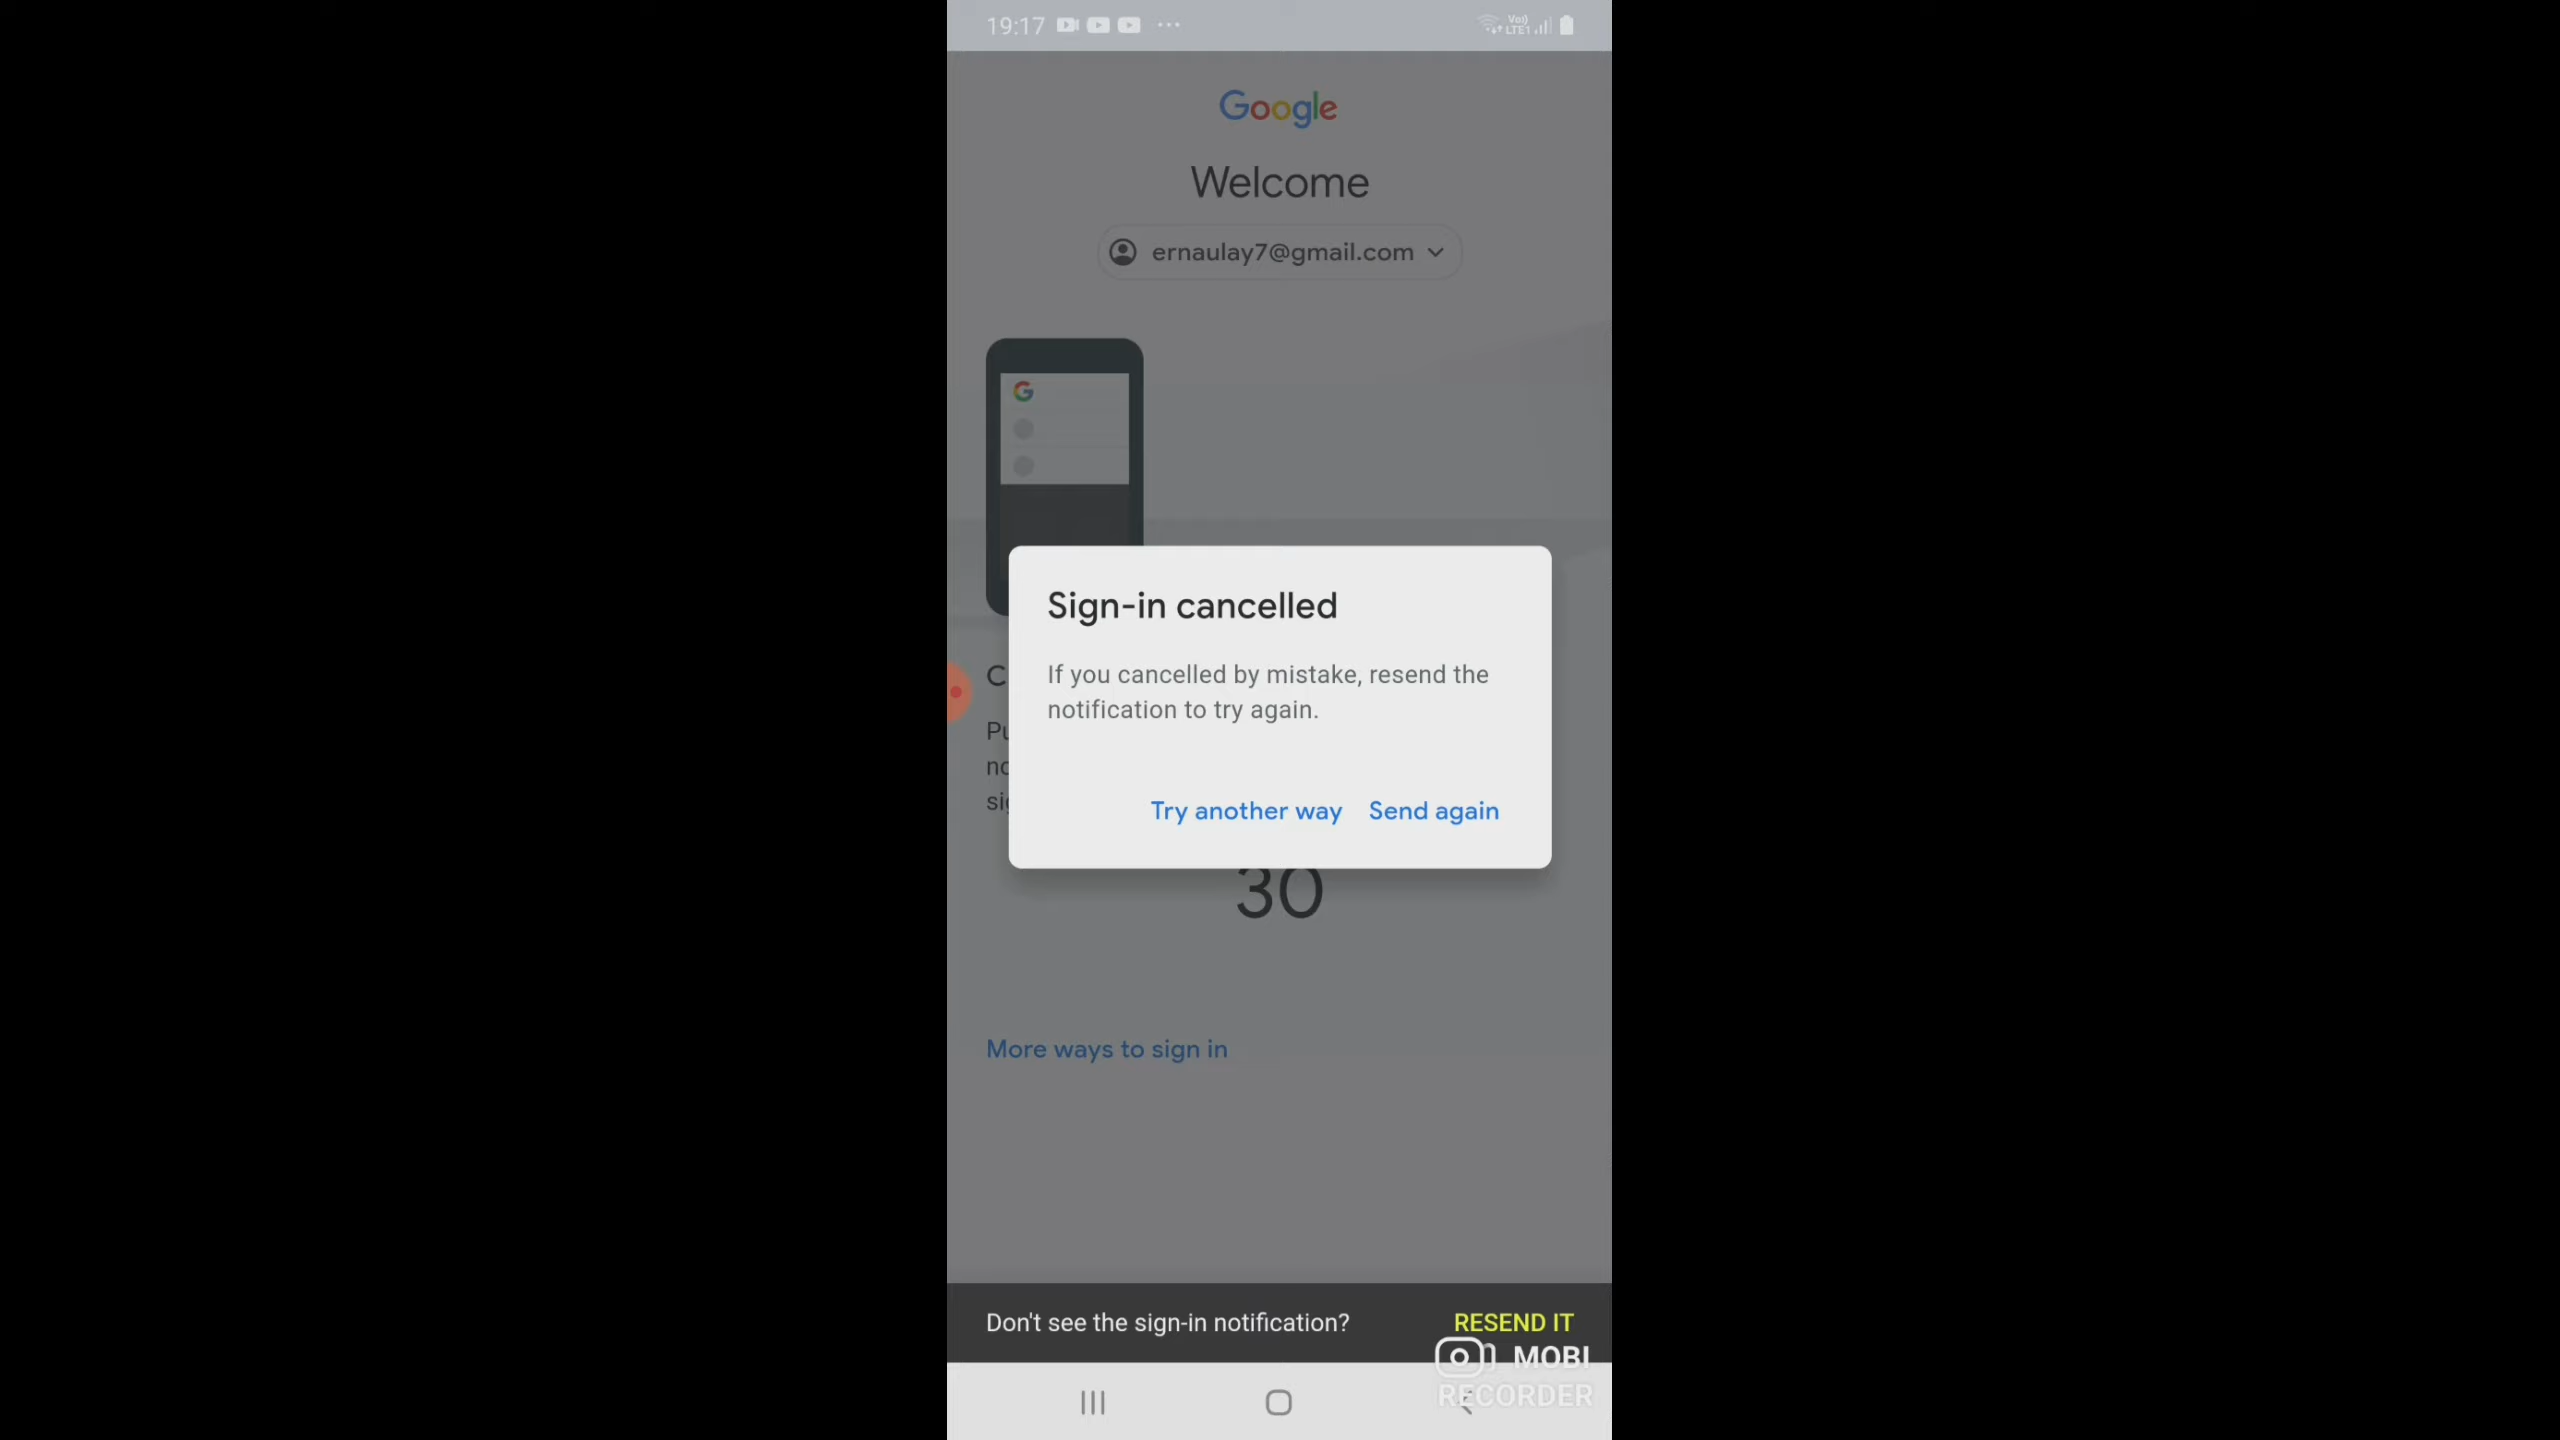 19:17
Vo)) LTE1
Google
Welcome
ernaulay7@gmail.com
G
Sign-in cancelled
If you cancelled by mistake, resend the
notification to try again.
Try another way Send again
30
More ways to sign in
Don't see the sign-in notification? RESEND IT
MOBI
RECORDER